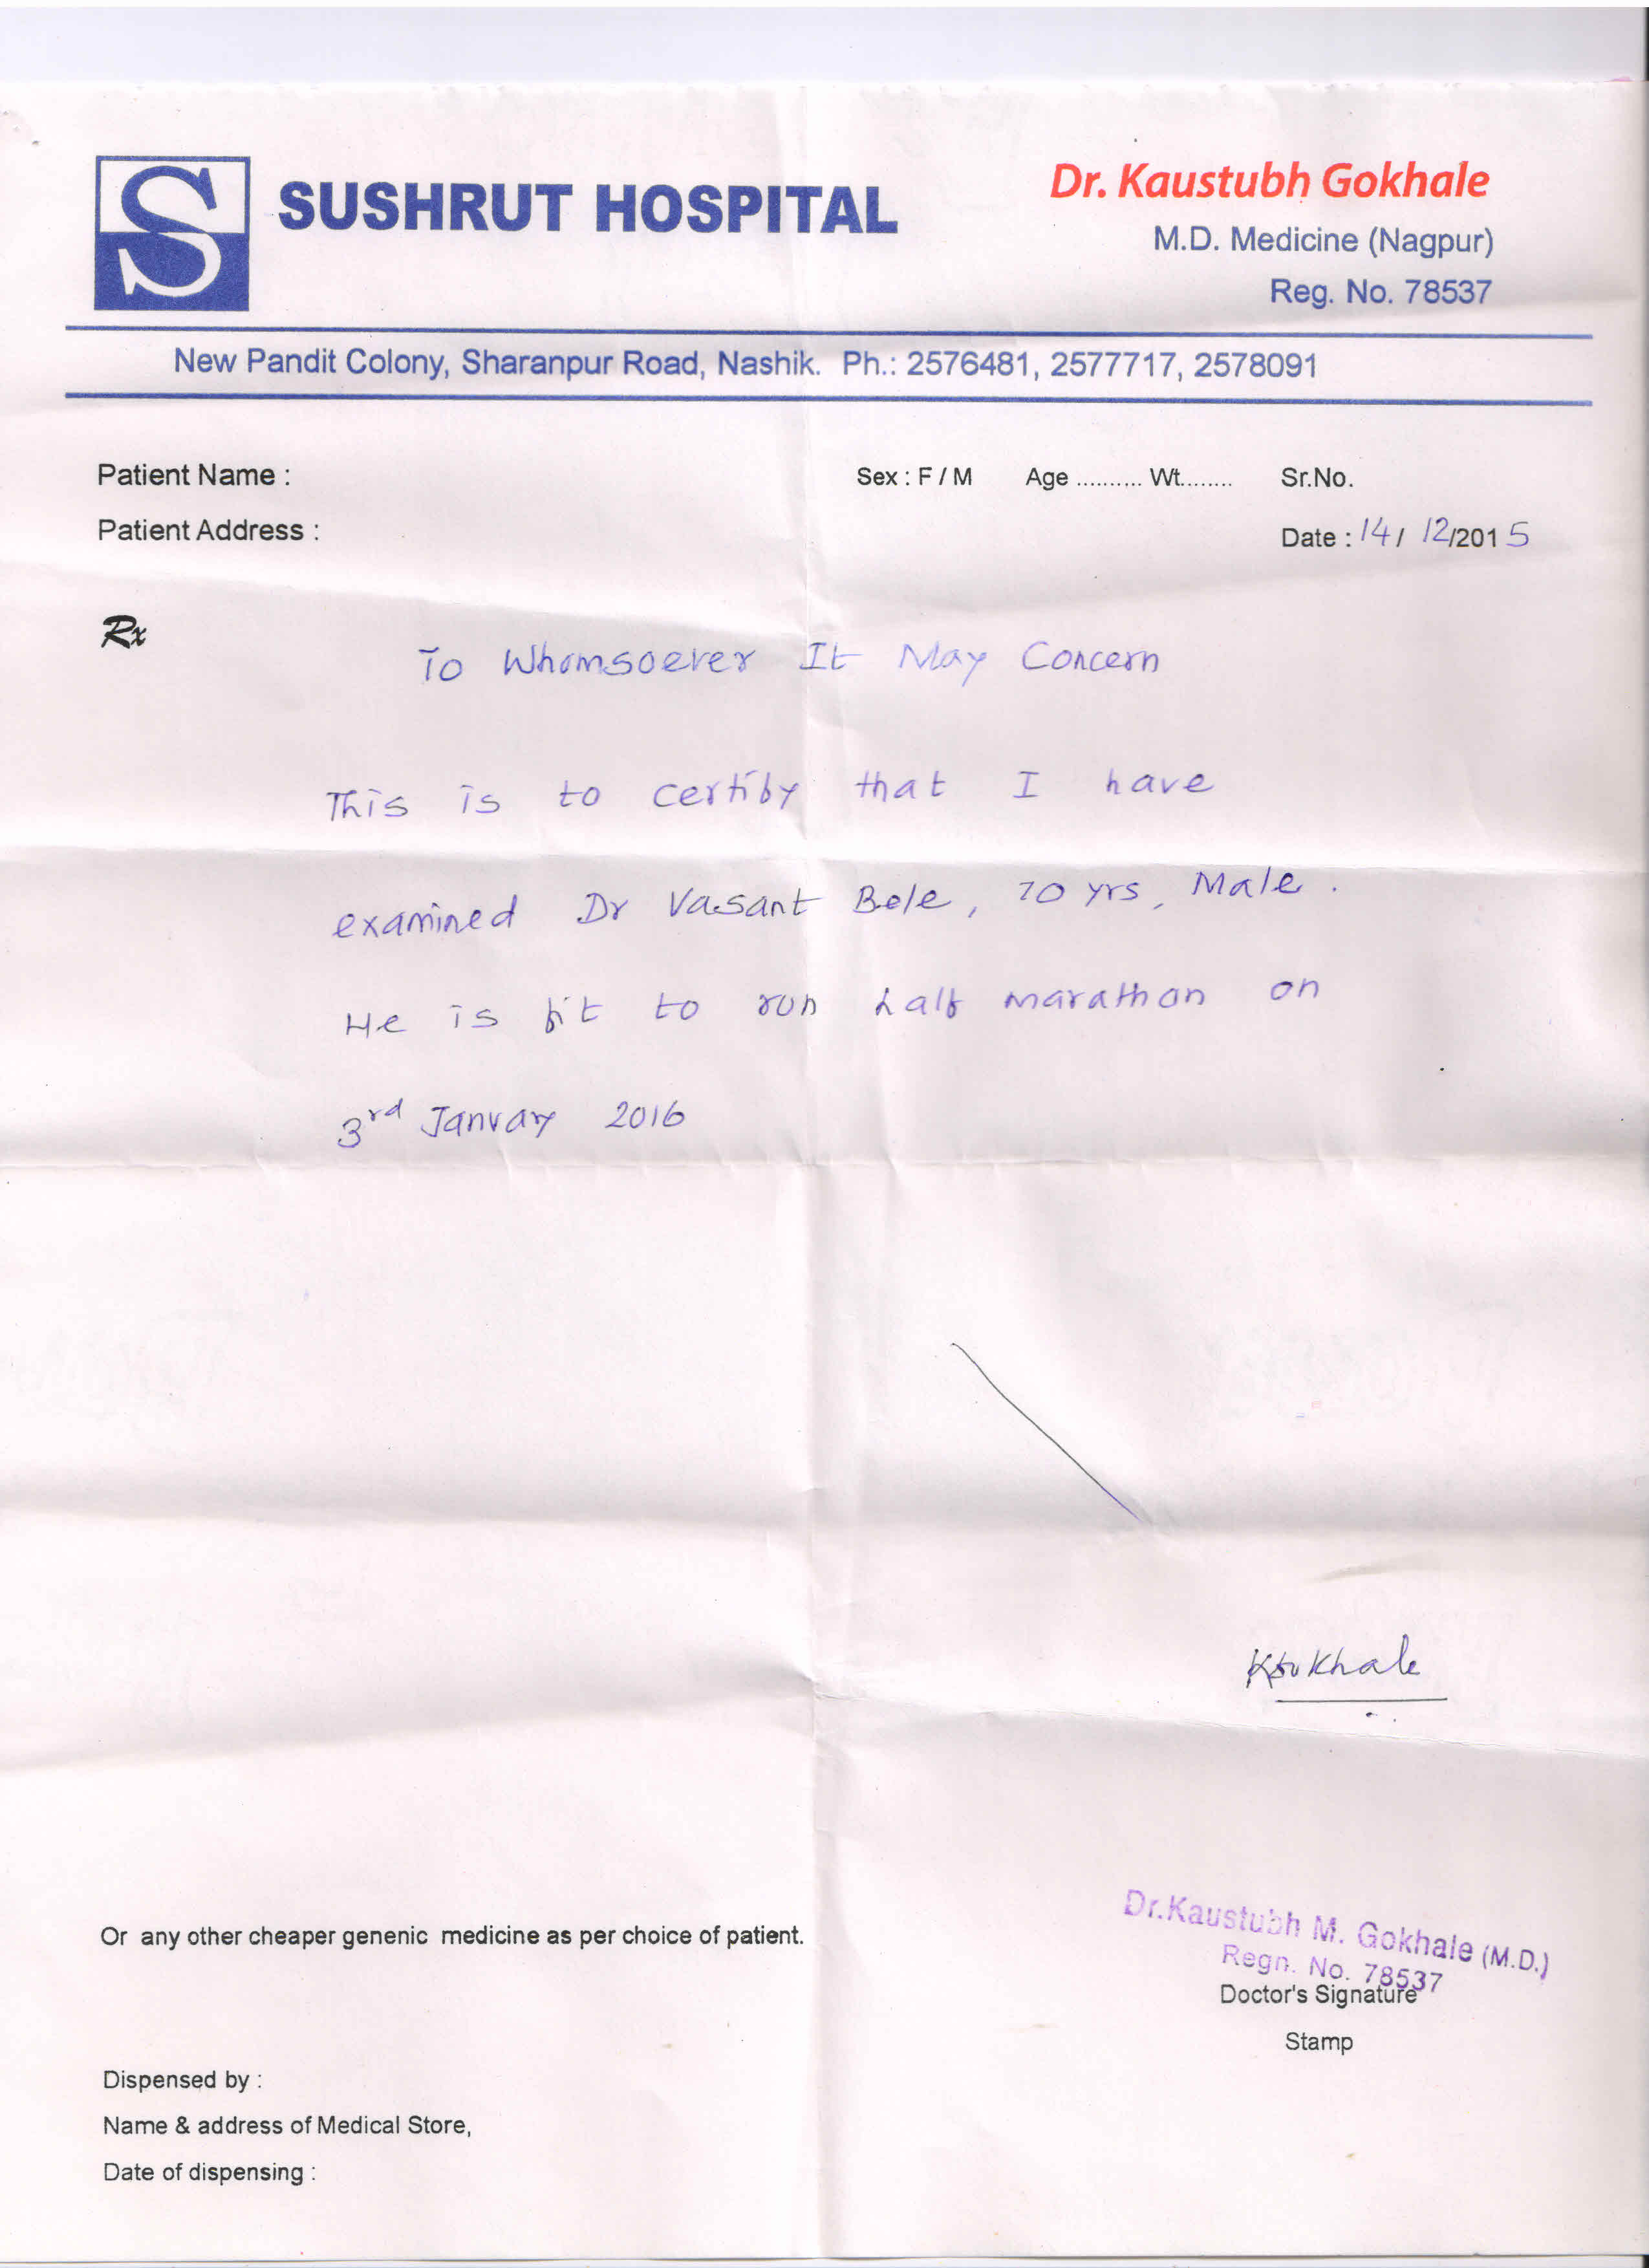 S
SUSHRUT HOSPITAL
Dr. Kaustubh Gokhale
M.D. Medicine (Nagpur)
Reg. No. 78537
New Pandit Colony, Sharanpur Road, Nashik. Ph.: 2576481, 2577717, 2578091
Patient Name : Sex : F / M Age .......... Wt........ Sr.No.
Patient Address : Date : 14/ 12/2015
Rx
To Whomsoever It May Concern
This is to certify that I have
examined Dr Vasant Bele, 70 yrs, Male.
He is fit to run half marathon on
3rd January 2016
KGokhale
Dr.Kaustubh M. Gokhale (M.D.)
Regn. No. 78537
Or any other cheaper genenic medicine as per choice of patient.
Doctor's Signature
Stamp
Dispensed by :
Name & address of Medical Store,
Date of dispensing :